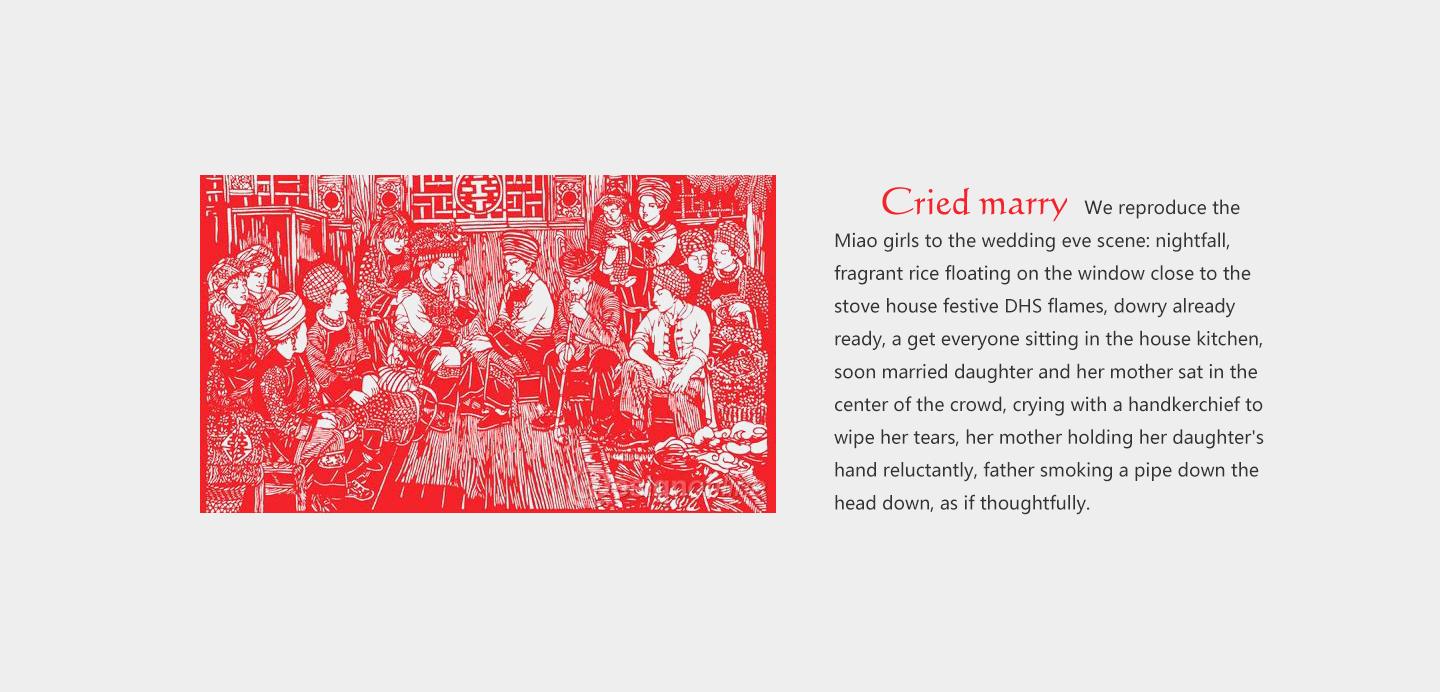 Cried marry We reproduce the
Miao girls to the wedding eve scene: nightfall,
fragrant rice floating on the window close to the
stove house festive DHS flames, dowry already
ready, a get everyone sitting in the house kitchen,
soon married daughter and her mother sat in the
center of the crowd, crying with a handkerchief to
wipe her tears, her mother holding her daughter's
hand reluctantly, father smoking a pipe down the
head down, as if thoughtfully.